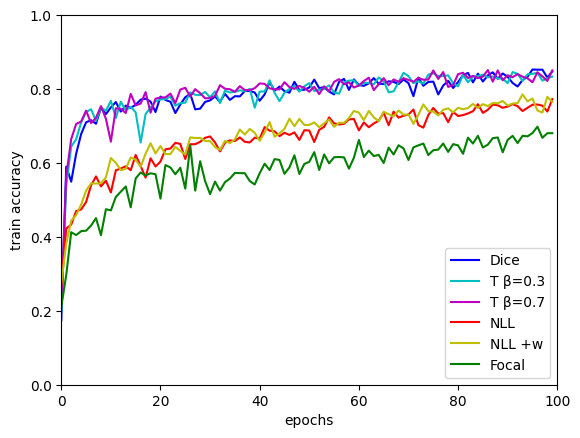 1.0
0.8
0.6
0.4
0.2
0.0
train accuracy
0 20 40 60 80 100
epochs
Dice
T β=0.3
T β=0.7
NLL
NLL +w
Focal